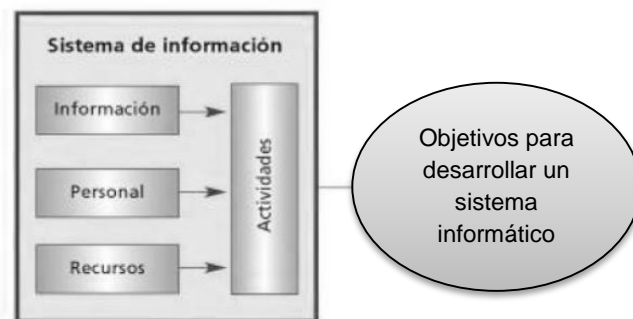 Sistema de información
Información
Personal
Recursos
Actividades
Objetivos para
desarrollar un
sistema
informático